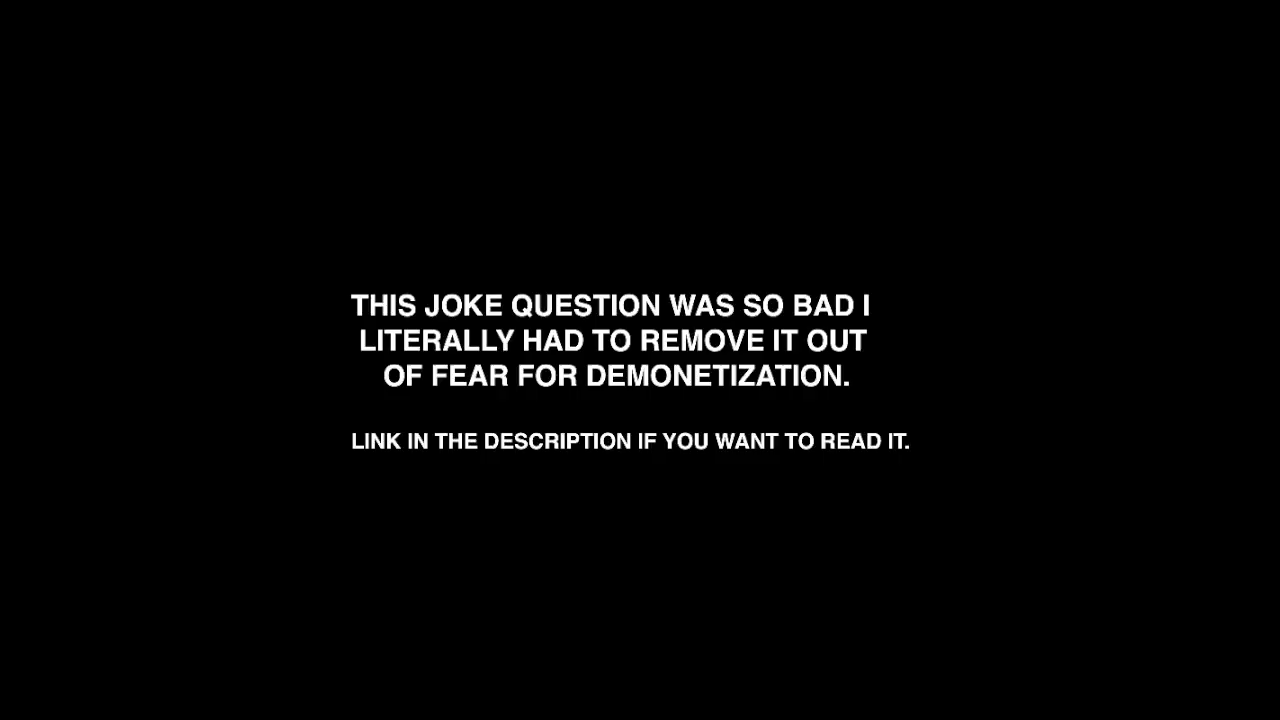 THIS JOKE QUESTION WAS SO BAD I
LITERALLY HAD TO REMOVE IT OUT
OF FEAR FOR DEMONETIZATION.
LINK IN THE DESCRIPTION IF YOU WANT TO READ IT.